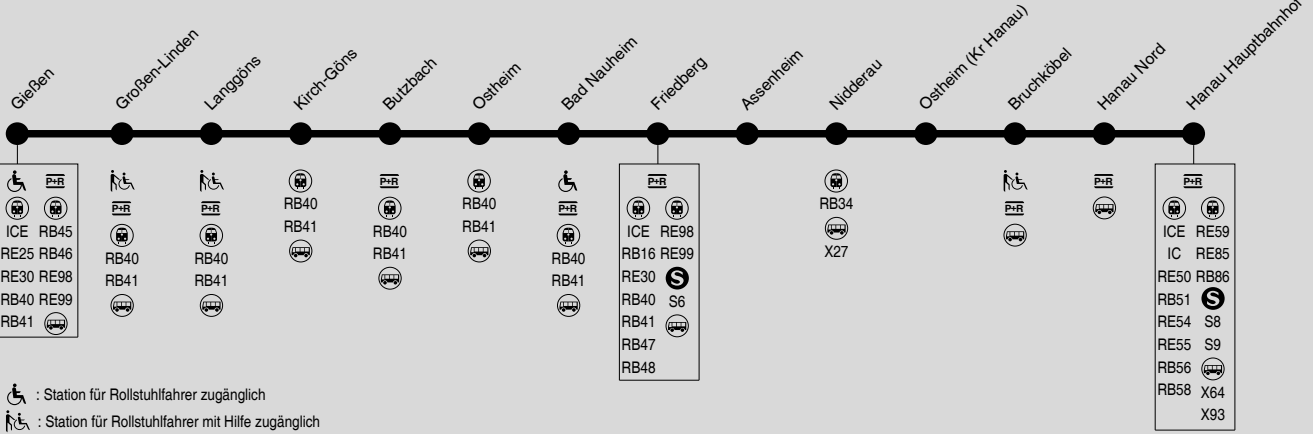 Gießen
Großen-Linden
Langgöns
Kirch-Göns
Butzbach
Ostheim
Bad Nauheim
Friedberg
Assenheim
Nidderau
Ostheim (Kr Hanau)
Bruchköbel
Hanau Nord
Hanau Hauptbahnhof
P+R
ICE RB45
RE25 RB46
RE30 RE98
RB40 RE99
RB41
P+R
RB40
RB41
P+R
RB40
RB41
RB40
RB41
P+R
RB40
RB41
RB40
RB41
P+R
RB40
RB41
P+R
ICE RE98
RB16 RE99
RE30 S
RB40 S6
RB41
RB47
RB48
RB34
X27
P+R
P+R
P+R
ICE RE59
IC RE85
RE50 RB86
RB51 S
RE54 S8
RE55 S9
RB56
RB58 X64
X93
: Station für Rollstuhlfahrer zugänglich
: Station für Rollstuhlfahrer mit Hilfe zugänglich